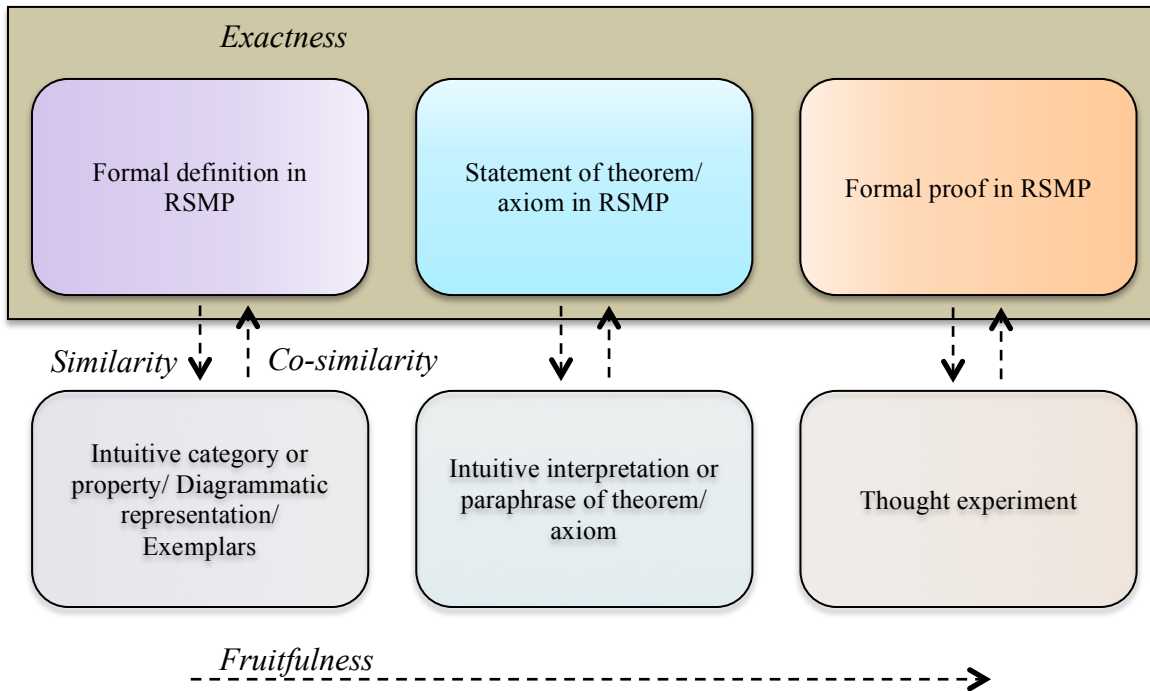 Exactness
Formal definition in
RSMP
Statement of theorem/
axiom in RSMP
Formal proof in RSMP
Similarity
Co-similarity
Intuitive category or
property/ Diagrammatic
representation/
Exemplars
Intuitive interpretation or
paraphrase of theorem/
axiom
Thought experiment
Fruitfulness